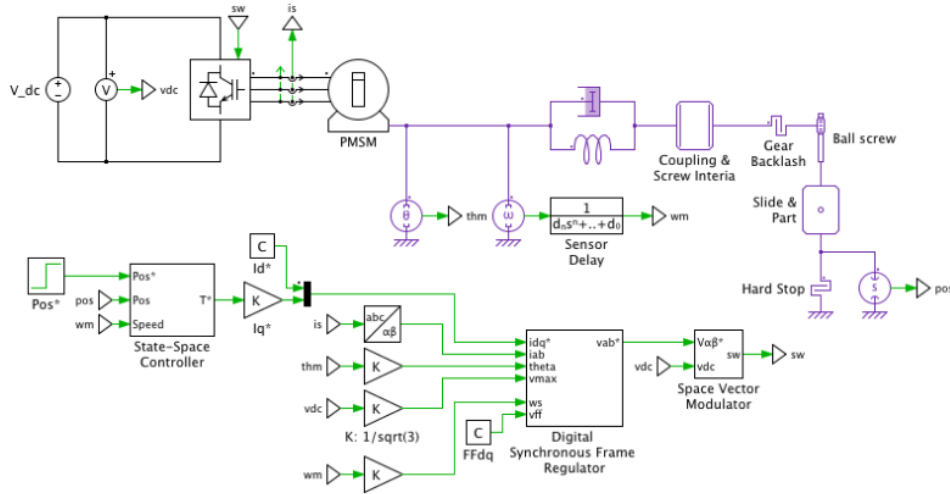 sw
is
V_dc
V
vdc
PMSM
Coupling &
Screw Interia
Gear
Backlash
Ball screw
Slide &
Part
θ
thm
ω
1
dₙsⁿ+..+d₀
wm
Sensor
Delay
Hard Stop
s
pos
C
Id*
Pos*
pos
wm
Pos*
Pos
Speed
T*
State-Space
Controller
K
Iq*
is
abc
αβ
thm
K
vdc
K
K: 1/sqrt(3)
wm
K
C
FFdq
idq*
iab
theta
vmax
ws
vff
vab*
Digital
Synchronous Frame
Regulator
vdc
Vαβ*
vdc
sw
Space Vector
Modulator
sw